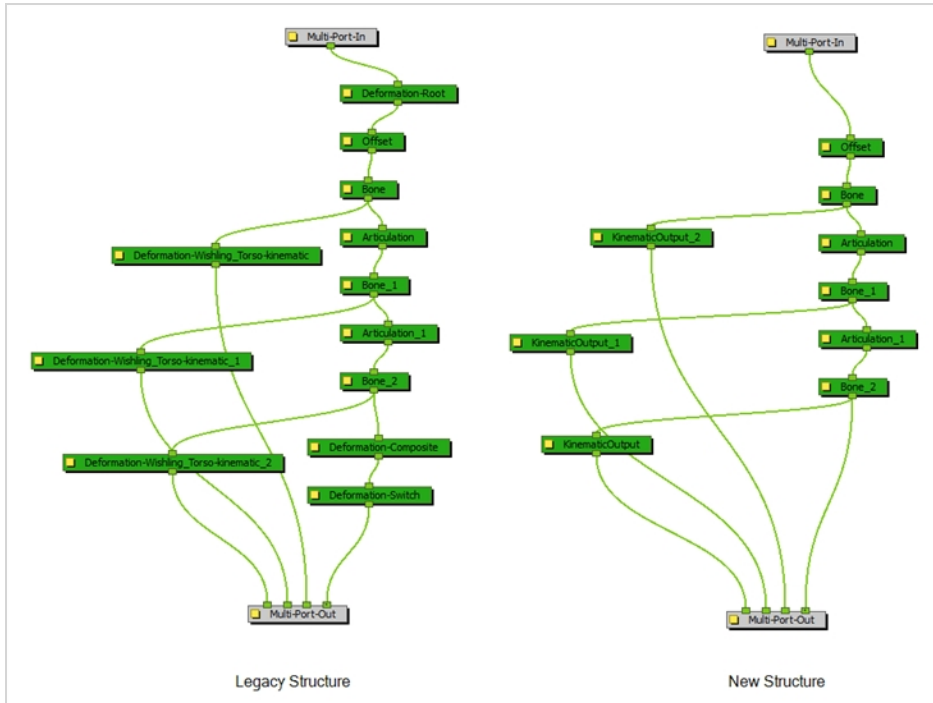 Multi-Port-In
Deformation-Root
Offset
Bone
Deformation-Wishling_Torso-kinematic
Articulation
Bone_1
Deformation-Wishling_Torso-kinematic_1
Articulation_1
Bone_2
Deformation-Composite
Deformation-Wishling_Torso-kinematic_2
Deformation-Switch
Multi-Port-Out
Legacy Structure
Multi-Port-In
Offset
Bone
KinematicOutput_2
Articulation
Bone_1
KinematicOutput_1
Articulation_1
Bone_2
KinematicOutput
Multi-Port-Out
New Structure